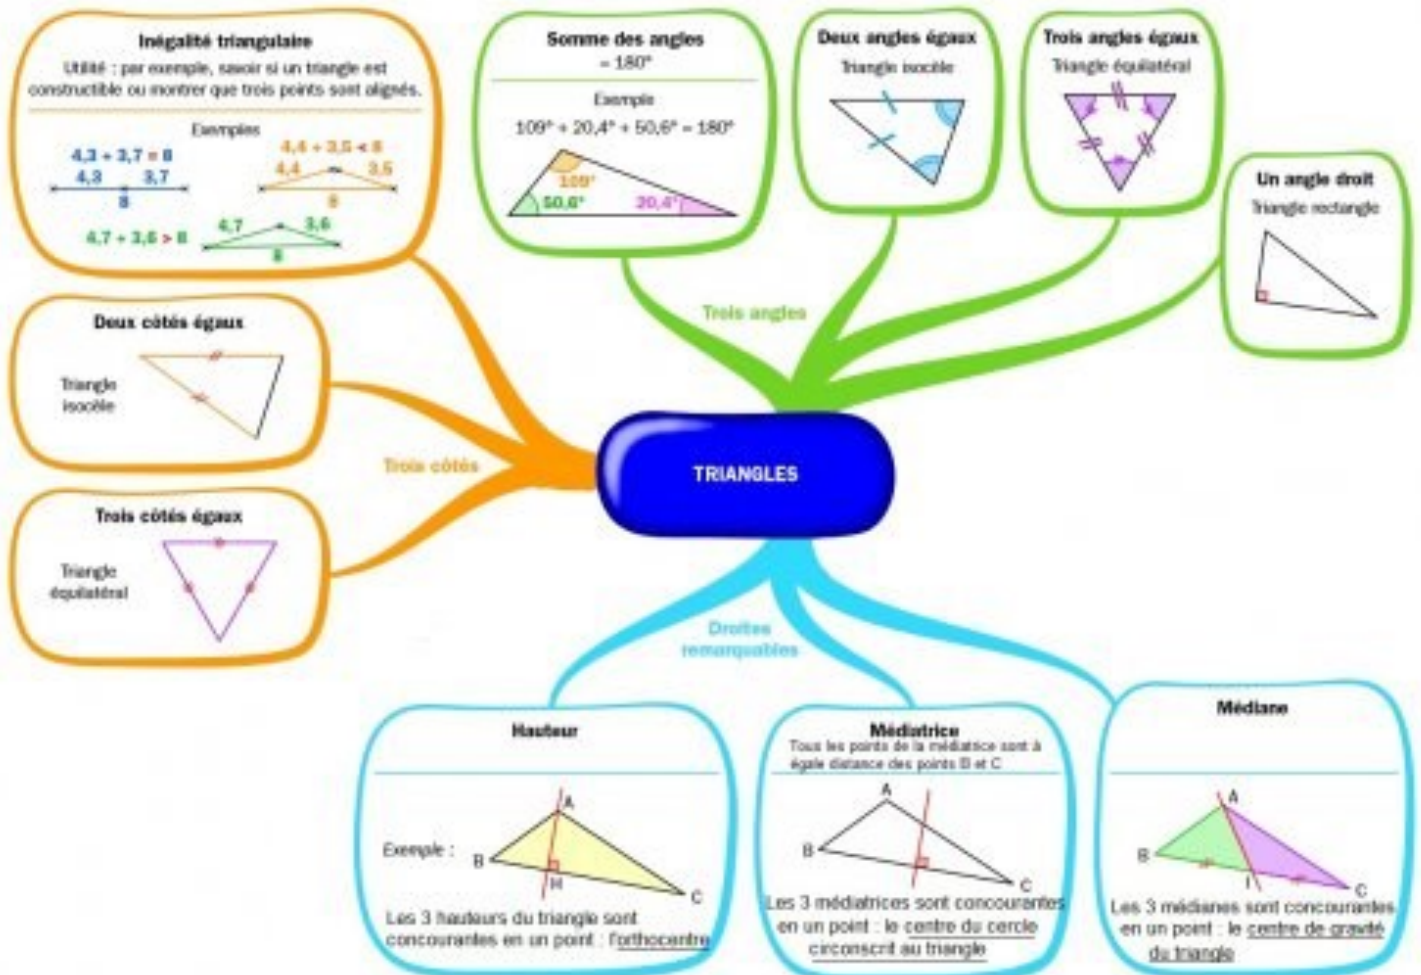 Inégalité triangulaire
Utilité : par exemple, savoir si un triangle est
constructible ou montrer que trois points sont alignés.
Exemples
4,3 + 3,7 = 8
4,3 3,7
8
4,4 + 3,5 < 8
4,4 3,5
8
4,7 + 3,6 > 8
4,7 3,6
8
Deux côtés égaux
Triangle
isocèle
Trois côtés égaux
Triangle
équilatéral
Trois côtés
Somme des angles
= 180°
Exemple
109° + 20,4° + 50,6° = 180°
109°
50,6° 20,4°
Deux angles égaux
Triangle isocèle
Trois angles égaux
Triangle équilatéral
Un angle droit
Triangle rectangle
Trois angles
TRIANGLES
Droites
remarquables
Hauteur
Exemple :
A
B
H
C
Les 3 hauteurs du triangle sont
concourantes en un point : l'orthocentre
Médiatrice
Tous les points de la médiatrice sont à
égale distance des points B et C
A
B
C
Les 3 médiatrices sont concourantes
en un point : le centre du cercle
circonscrit au triangle
Médiane
A
B
I
C
Les 3 médianes sont concourantes
en un point : le centre de gravité
du triangle